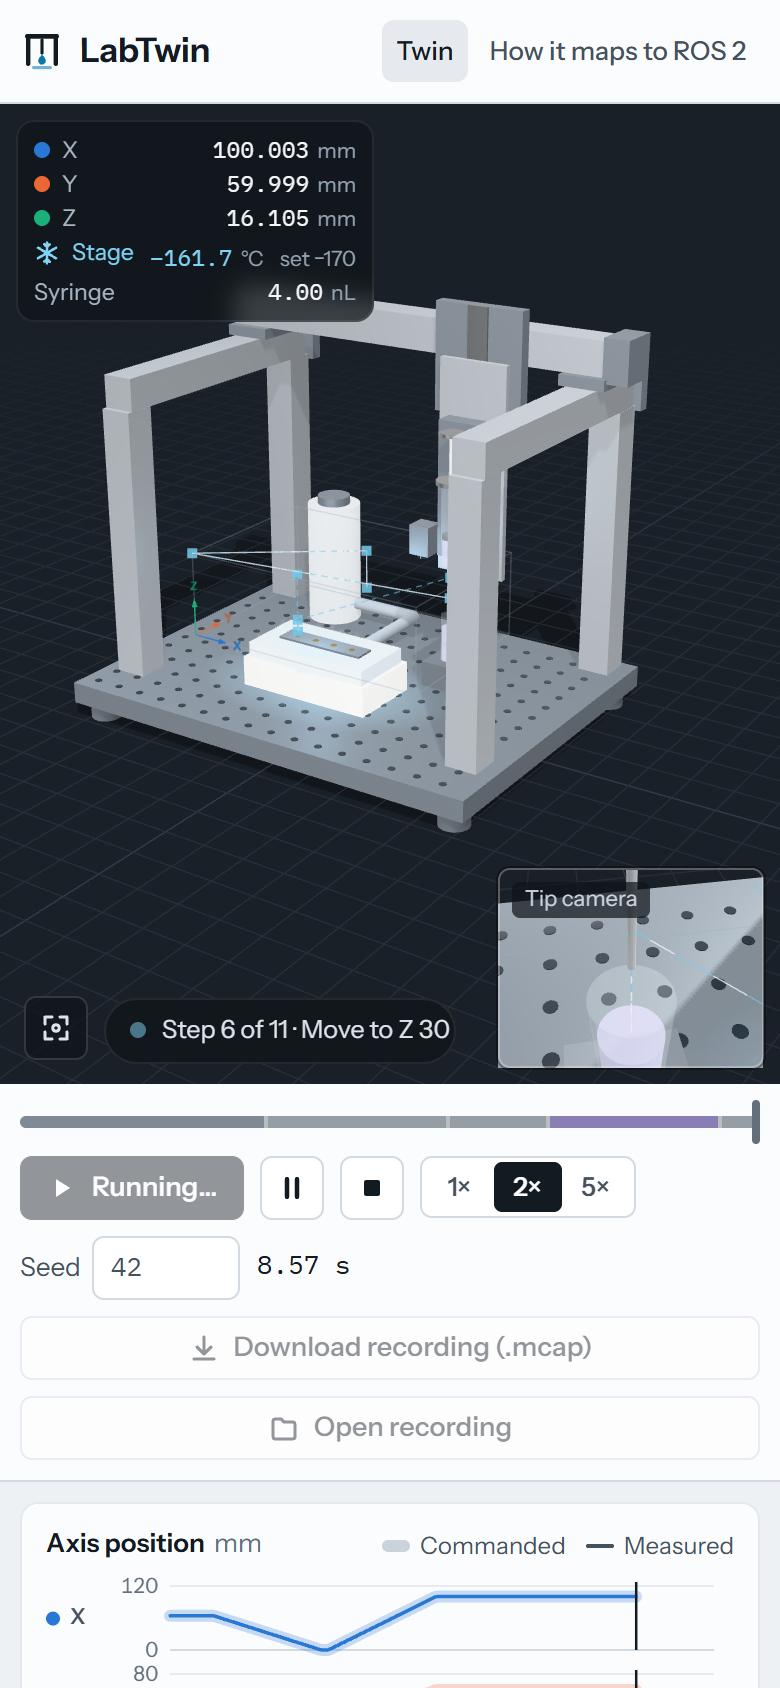 LabTwin
Twin
How it maps to ROS 2
X 100.003 mm
Y 59.999 mm
Z 16.105 mm
Stage −161.7 °C set −170
Syringe 4.00 nL
Z
Y
X
Tip camera
Step 6 of 11 · Move to Z 30
Running...
1×
2×
5×
Seed 42 8.57 s
Download recording (.mcap)
Open recording
Axis position mm
Commanded
Measured
120
X
0
80